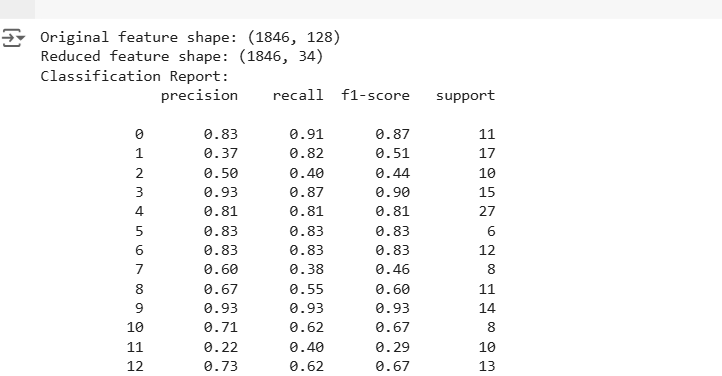 Original feature shape: (1846, 128)
Reduced feature shape: (1846, 34)
Classification Report:
precision recall f1-score support
0 0.83 0.91 0.87 11
1 0.37 0.82 0.51 17
2 0.50 0.40 0.44 10
3 0.93 0.87 0.90 15
4 0.81 0.81 0.81 27
5 0.83 0.83 0.83 6
6 0.83 0.83 0.83 12
7 0.60 0.38 0.46 8
8 0.67 0.55 0.60 11
9 0.93 0.93 0.93 14
10 0.71 0.62 0.67 8
11 0.22 0.40 0.29 10
12 0.73 0.62 0.67 13